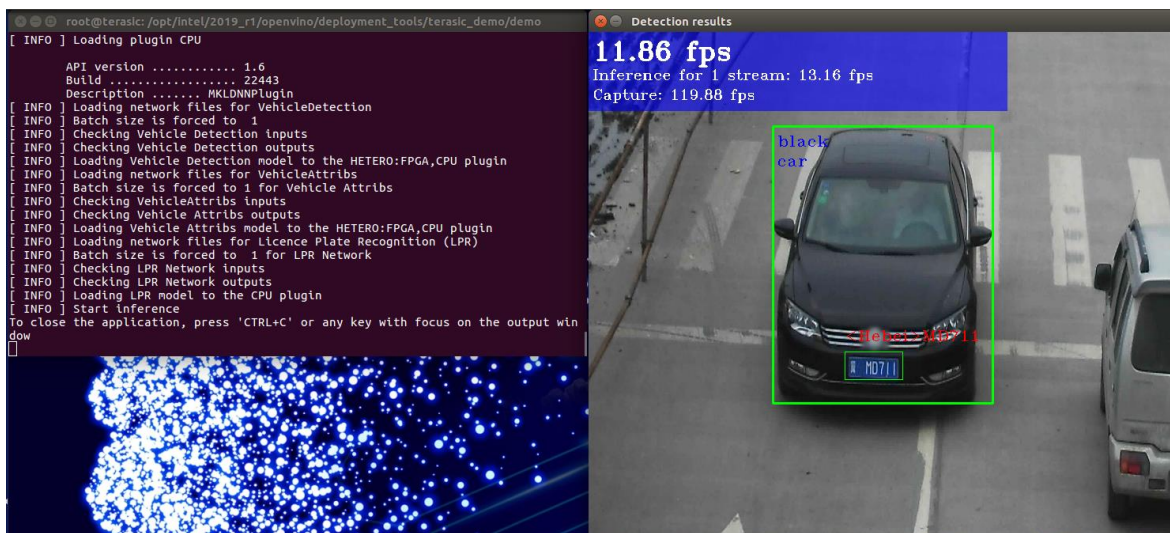 root@terasic: /opt/intel/2019_r1/openvino/deployment_tools/terasic_demo/demo
[ INFO ] Loading plugin CPU
API version ............ 1.6
Build .................. 22443
Description ....... MKLDNNPlugin
[ INFO ] Loading network files for VehicleDetection
[ INFO ] Batch size is forced to  1
[ INFO ] Checking Vehicle Detection inputs
[ INFO ] Checking Vehicle Detection outputs
[ INFO ] Loading Vehicle Detection model to the HETERO:FPGA,CPU plugin
[ INFO ] Loading network files for VehicleAttribs
[ INFO ] Batch size is forced to 1 for Vehicle Attribs
[ INFO ] Checking VehicleAttribs inputs
[ INFO ] Checking Vehicle Attribs outputs
[ INFO ] Loading Vehicle Attribs model to the HETERO:FPGA,CPU plugin
[ INFO ] Loading network files for Licence Plate Recognition (LPR)
[ INFO ] Batch size is forced to  1 for LPR Network
[ INFO ] Checking LPR Network inputs
[ INFO ] Checking LPR Network outputs
[ INFO ] Loading LPR model to the CPU plugin
[ INFO ] Start inference
To close the application, press 'CTRL+C' or any key with focus on the output win
dow
Detection results
11.86 fps
Inference for 1 stream: 13.16 fps
Capture: 119.88 fps
black
car
<Hebei>MD711
MD711